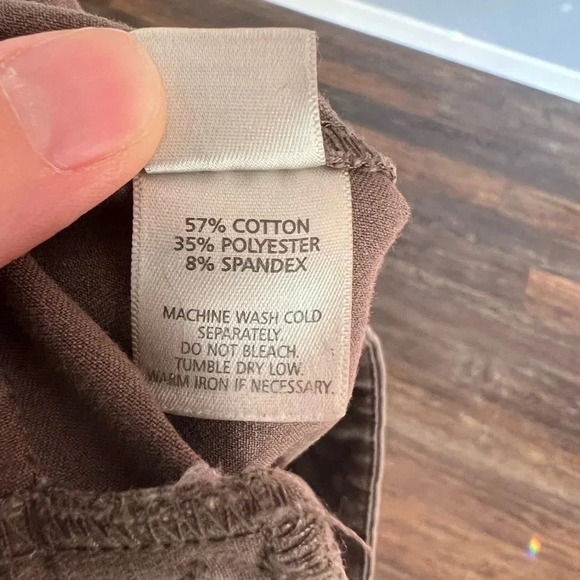 57% COTTON
35% POLYESTER
8% SPANDEX
MACHINE WASH COLD
SEPARATELY.
DO NOT BLEACH.
TUMBLE DRY LOW.
WARM IRON IF NECESSARY.